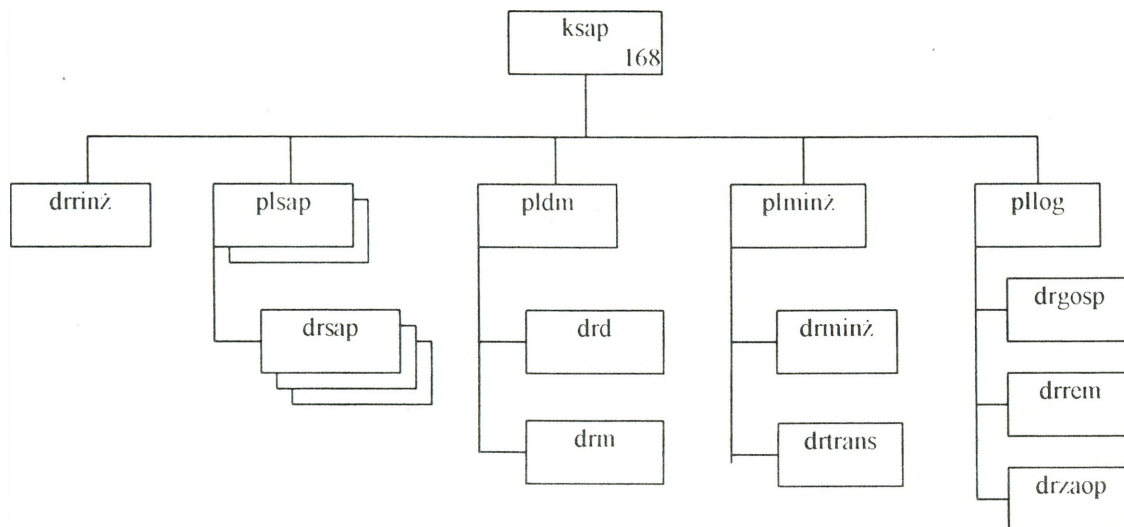 ksap
168
drrinż
plsap
pldm
plminż
pllog
drsap
drd
drminż
drgosp
drrem
drm
drtrans
drzaop